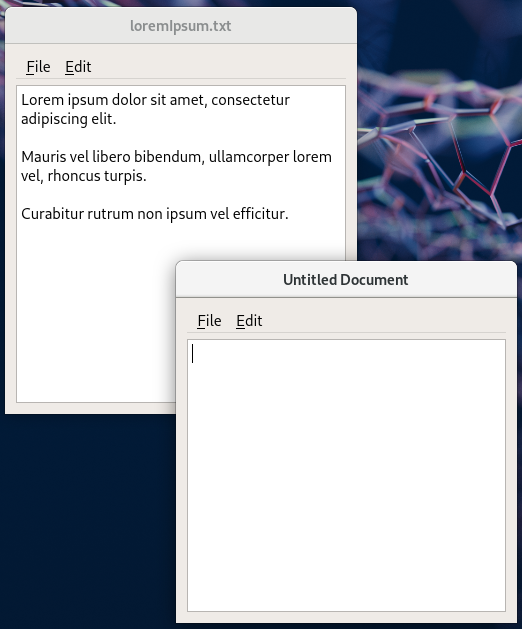 loremIpsum.txt
File Edit
Lorem ipsum dolor sit amet, consectetur
adipiscing elit.
Mauris vel libero bibendum, ullamcorper lorem
vel, rhoncus turpis.
Curabitur rutrum non ipsum vel efficitur.
Untitled Document
File Edit